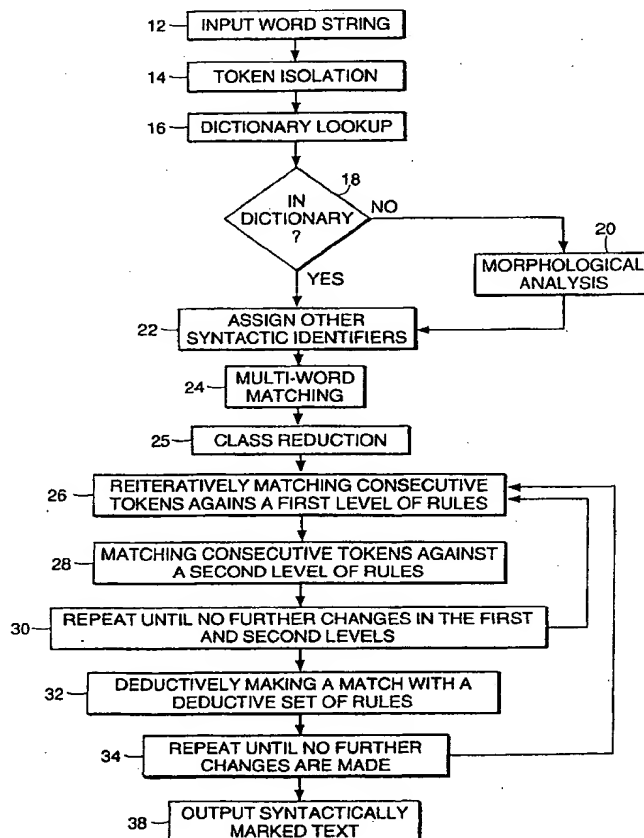 12 INPUT WORD STRING
14 TOKEN ISOLATION
16 DICTIONARY LOOKUP
18
IN
DICTIONARY
?
NO
YES
20
MORPHOLOGICAL
ANALYSIS
22 ASSIGN OTHER
SYNTACTIC IDENTIFIERS
24 MULTI-WORD
MATCHING
25 CLASS REDUCTION
26 REITERATIVELY MATCHING CONSECUTIVE
TOKENS AGAINS A FIRST LEVEL OF RULES
28 MATCHING CONSECUTIVE TOKENS AGAINST
A SECOND LEVEL OF RULES
30 REPEAT UNTIL NO FURTHER CHANGES IN THE FIRST
AND SECOND LEVELS
32 DEDUCTIVELY MAKING A MATCH WITH A
DEDUCTIVE SET OF RULES
34 REPEAT UNTIL NO FURTHER
CHANGES ARE MADE
38 OUTPUT SYNTACTICALLY
MARKED TEXT